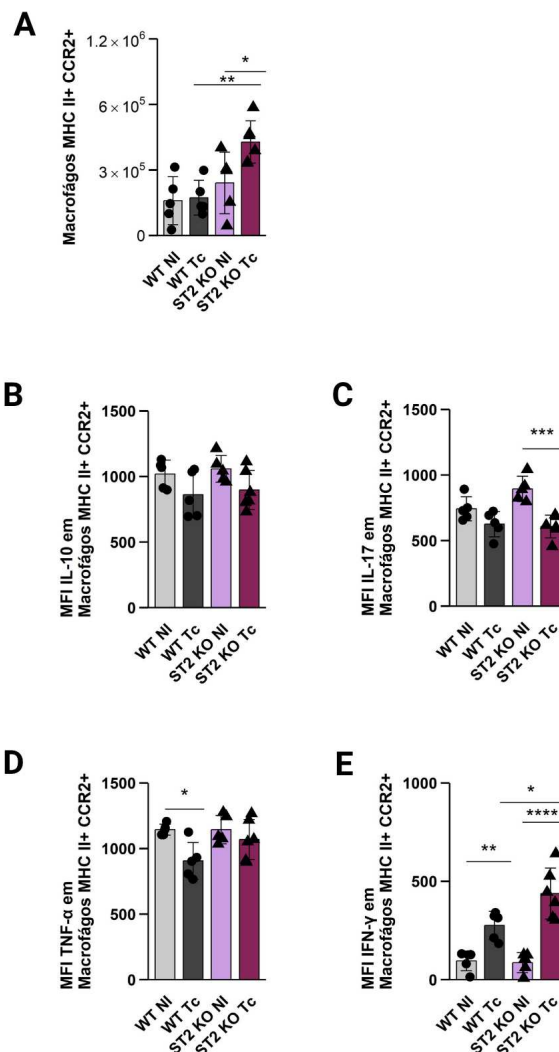 A
Macrofágos MHC II+ CCR2+
1.2 × 10⁶
6 × 10⁵
3 × 10⁵
0
*
**
WT NI
WT Tc
ST2 KO NI
ST2 KO Tc
B
MFI IL-10 em
Macrofágos MHC II+ CCR2+
1500
1000
500
0
WT NI
WT Tc
ST2 KO NI
ST2 KO Tc
C
MFI IL-17 em
Macrofágos MHC II+ CCR2+
1500
1000
500
0
***
WT NI
WT Tc
ST2 KO NI
ST2 KO Tc
D
MFI TNF-α em
Macrofágos MHC II+ CCR2+
1500
1000
500
0
*
WT NI
WT Tc
ST2 KO NI
ST2 KO Tc
E
MFI IFN-γ em
Macrofágos MHC II+ CCR2+
1000
500
0
*
****
**
WT NI
WT Tc
ST2 KO NI
ST2 KO Tc